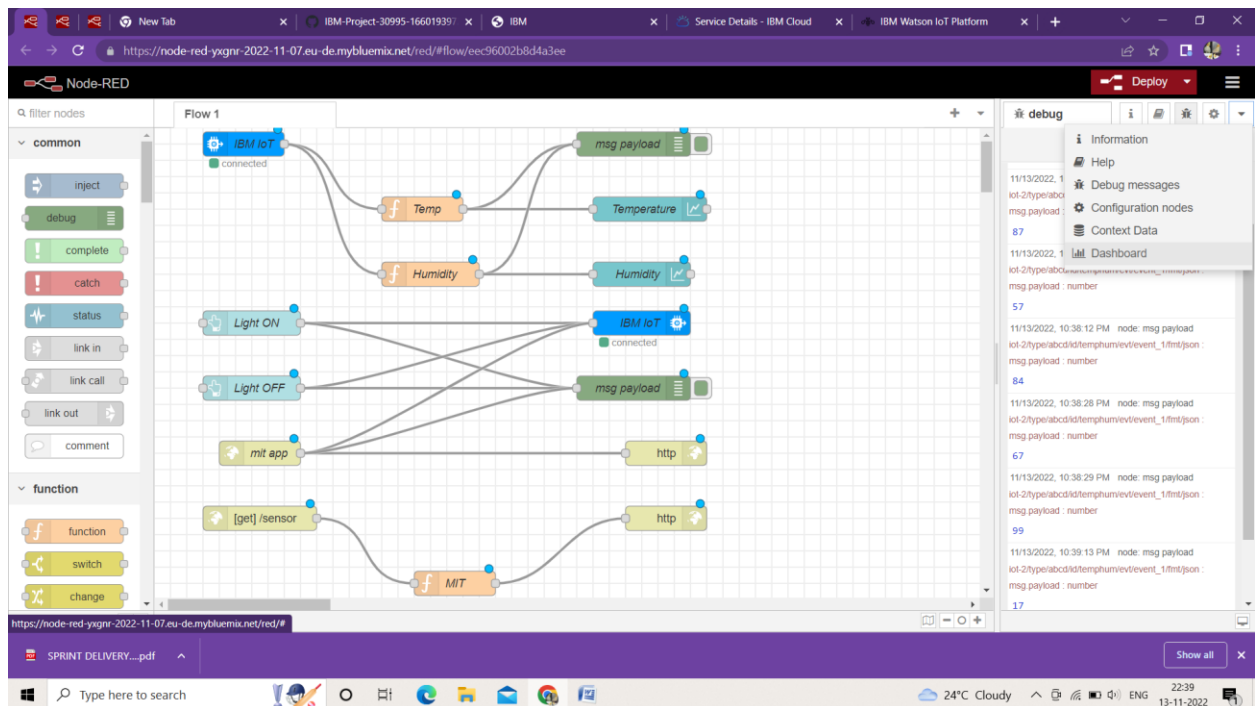 New Tab
IBM-Project-30995-166019397
IBM
Service Details - IBM Cloud
IBM Watson IoT Platform
https://node-red-yxgnr-2022-11-07.eu-de.mybluemix.net/red/#flow/eec96002b8d4a3ee
Node-RED
Deploy
filter nodes
Flow 1
debug
i
common
inject
debug
complete
catch
status
link in
link call
link out
comment
function
function
switch
change
IBM IoT
connected
msg payload
Temp
Temperature
Humidity
Humidity
Light ON
IBM IoT
connected
Light OFF
msg payload
mit app
http
[get] /sensor
http
MIT
i Information
Help
Debug messages
Configuration nodes
Context Data
Dashboard
11/13/2022, 1
iot-2/type/abcd
msg.payload :
87
11/13/2022, 1
iot-2/type/abcd/id/temphum/evt/event_1/fmt/json :
msg.payload : number
57
11/13/2022, 10:38:12 PM node: msg payload
iot-2/type/abcd/id/temphum/evt/event_1/fmt/json :
msg.payload : number
84
11/13/2022, 10:38:28 PM node: msg payload
iot-2/type/abcd/id/temphum/evt/event_1/fmt/json :
msg.payload : number
67
11/13/2022, 10:38:29 PM node: msg payload
iot-2/type/abcd/id/temphum/evt/event_1/fmt/json :
msg.payload : number
99
11/13/2022, 10:39:13 PM node: msg payload
iot-2/type/abcd/id/temphum/evt/event_1/fmt/json :
msg.payload : number
17
https://node-red-yxgnr-2022-11-07.eu-de.mybluemix.net/red/#
SPRINT DELIVERY....pdf
Show all
Type here to search
24°C Cloudy
ENG
22:39
13-11-2022
1